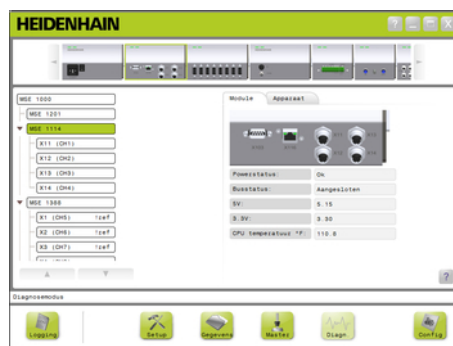 HEIDENHAIN
MSE 1000
MSE 1201
MSE 1114
X11 (CH1)
X12 (CH2)
X13 (CH3)
X14 (CH4)
MSE 1358
X1 (CH5) !ref
X2 (CH6) !ref
X3 (CH7) !ref
Module Apparaat
Powerstatus: Ok
Busstatus: Aangesloten
5V: 5.15
3.3V: 3.30
CPU temperatuur °F: 110.8
?
Diagnosemodus
Logging
Setup
Gegevens
Master
Diagn.
Config